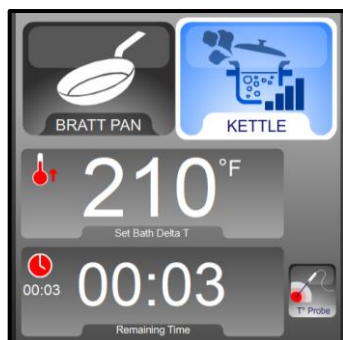 BRATT PAN
KETTLE
210°F
Set Bath Delta T
00:03
00:03
Remaining Time
T° Probe